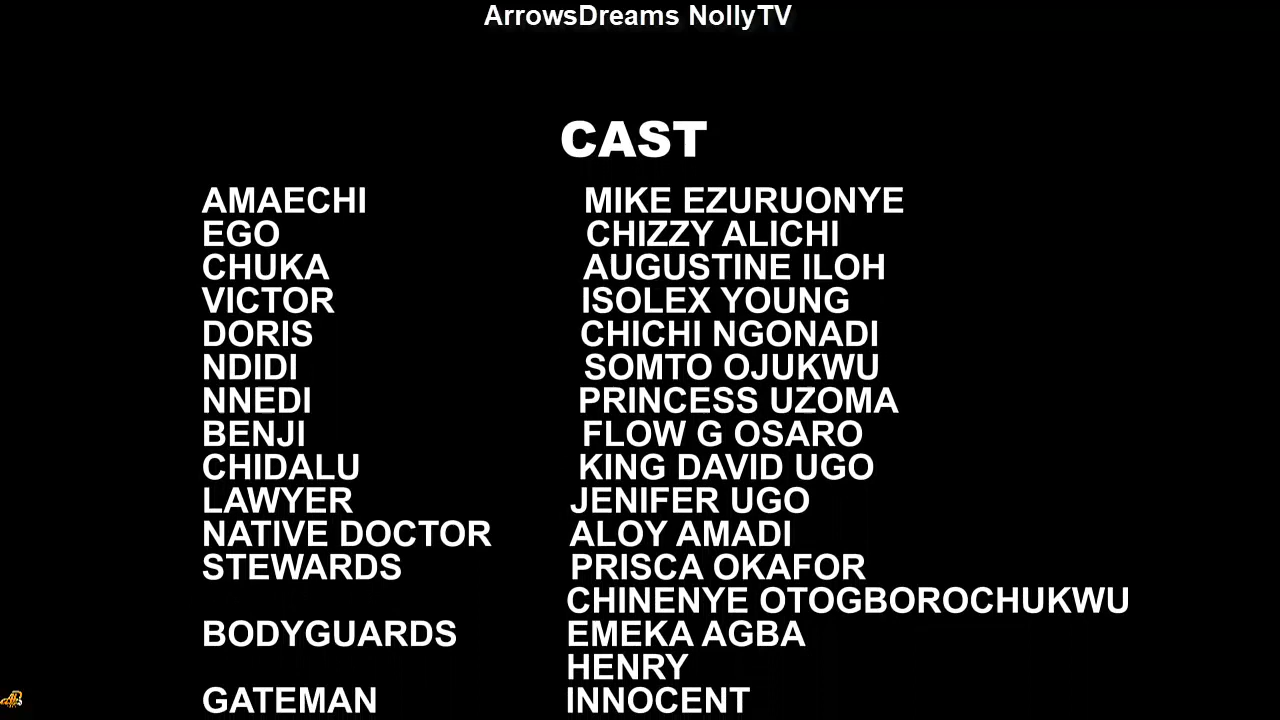 ArrowsDreams NollyTV
CAST
AMAECHI MIKE EZURUONYE
EGO CHIZZY ALICHI
CHUKA AUGUSTINE ILOH
VICTOR ISOLEX YOUNG
DORIS CHICHI NGONADI
NDIDI SOMTO OJUKWU
NNEDI PRINCESS UZOMA
BENJI FLOW G OSARO
CHIDALU KING DAVID UGO
LAWYER JENIFER UGO
NATIVE DOCTOR ALOY AMADI
STEWARDS PRISCA OKAFOR
CHINENYE OTOGBOROCHUKWU
BODYGUARDS EMEKA AGBA
HENRY
GATEMAN INNOCENT